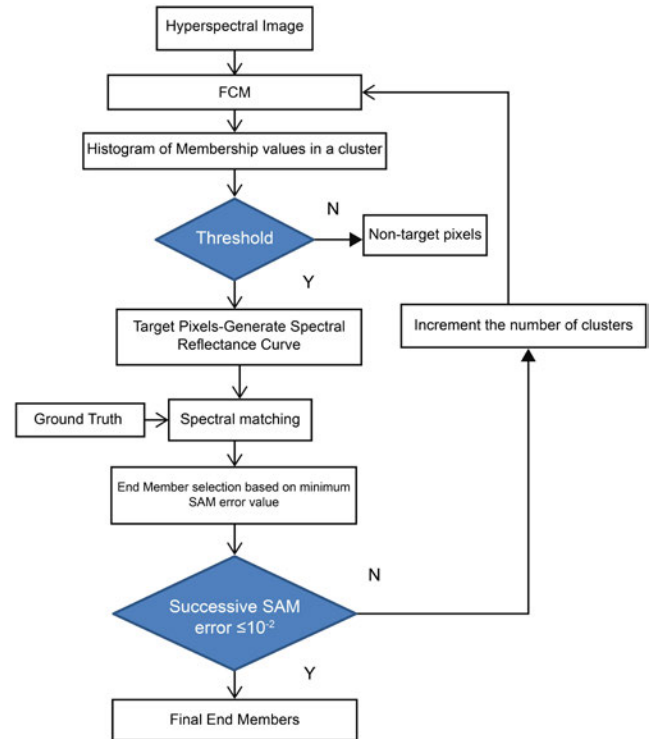 Hyperspectral Image
FCM
Histogram of Membership values in a cluster
N
Threshold
Non-target pixels
Y
Increment the number of clusters
Target Pixels-Generate Spectral
Reflectance Curve
Ground Truth
Spectral matching
End Member selection based on minimum
SAM error value
N
Successive SAM
error ≤10⁻²
Y
Final End Members